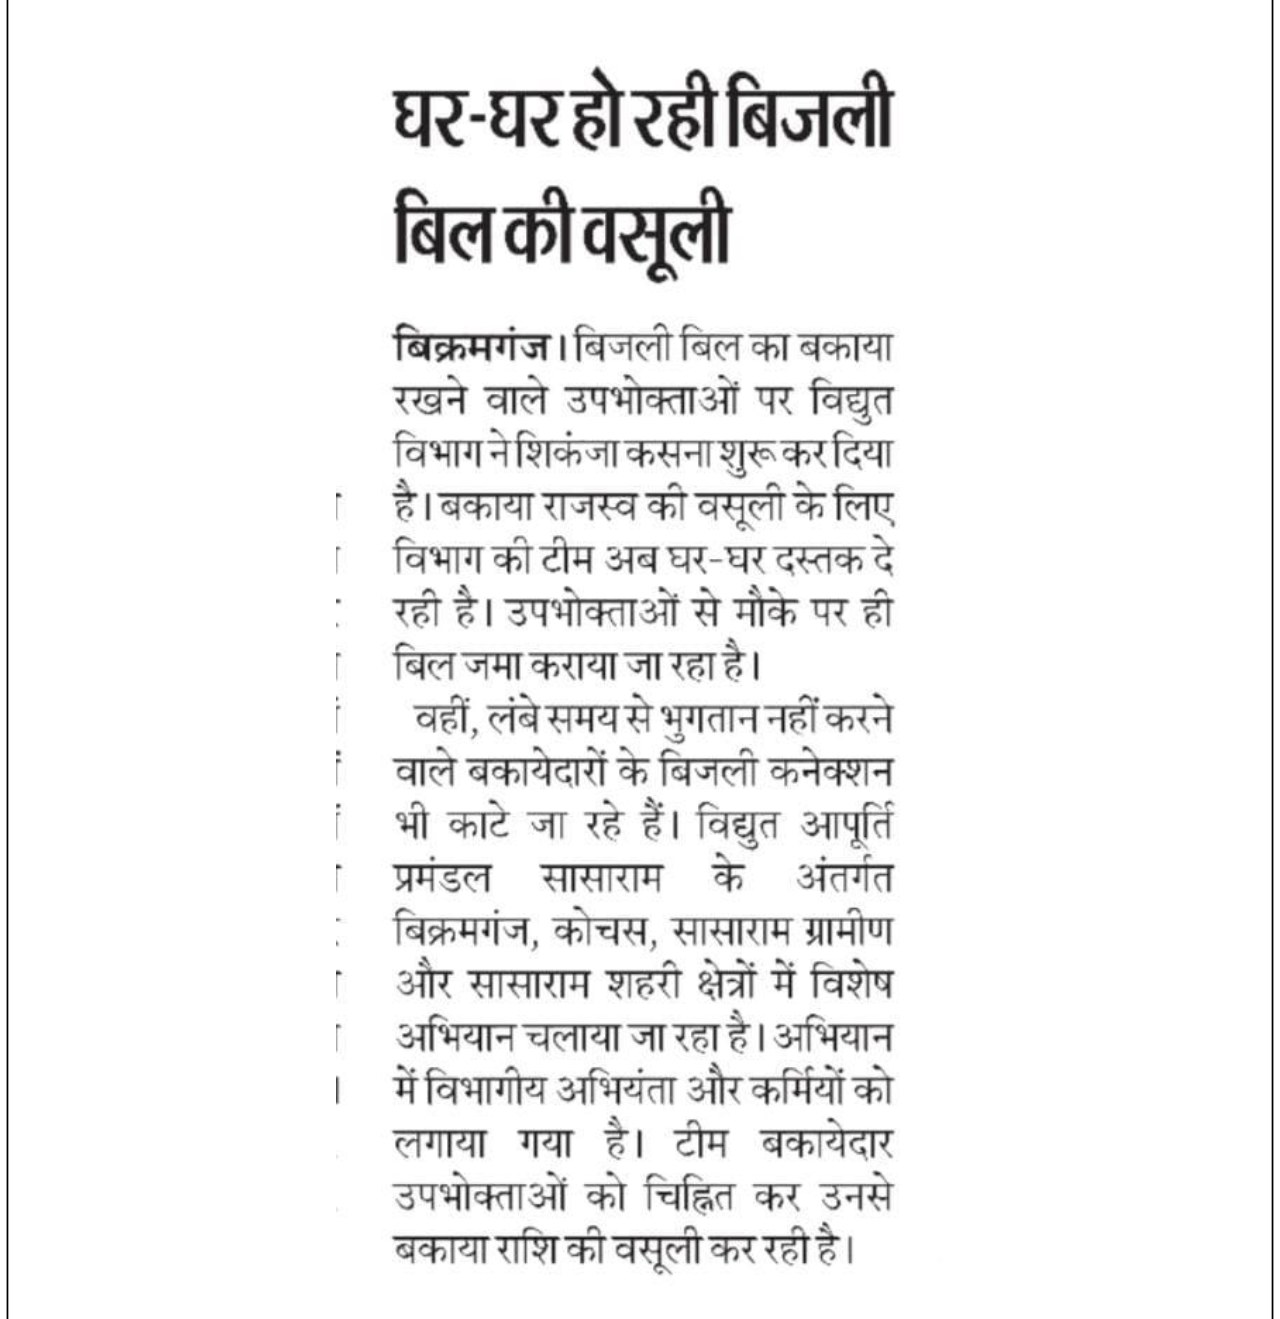 घर-घर हो रही बिजली
बिल की वसूली
बिक्रमगंज। बिजली बिल का बकाया
रखने वाले उपभोक्ताओं पर विद्युत
विभाग ने शिकंजा कसना शुरू कर दिया
है। बकाया राजस्व की वसूली के लिए
विभाग की टीम अब घर-घर दस्तक दे
रही है। उपभोक्ताओं से मौके पर ही
बिल जमा कराया जा रहा है।
वहीं, लंबे समय से भुगतान नहीं करने
वाले बकायेदारों के बिजली कनेक्शन
भी काटे जा रहे हैं। विद्युत आपूर्ति
प्रमंडल सासाराम के अंतर्गत
बिक्रमगंज, कोचस, सासाराम ग्रामीण
और सासाराम शहरी क्षेत्रों में विशेष
अभियान चलाया जा रहा है। अभियान
में विभागीय अभियंता और कर्मियों को
लगाया गया है। टीम बकायेदार
उपभोक्ताओं को चिह्नित कर उनसे
बकाया राशि की वसूली कर रही है।